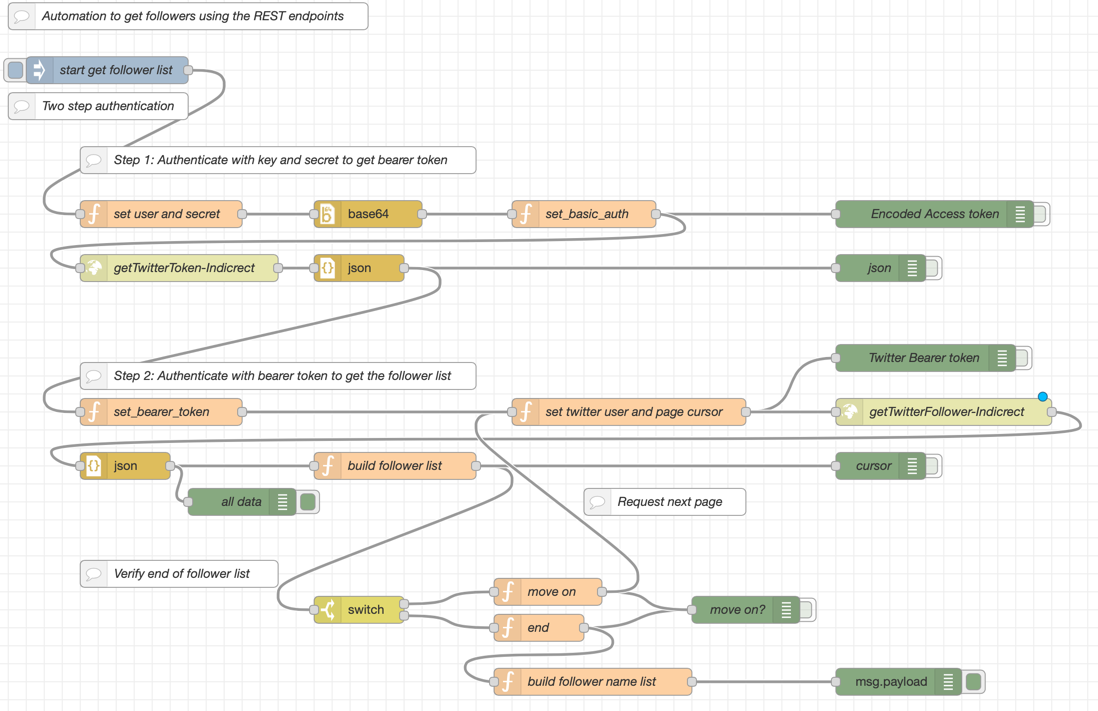 Automation to get followers using the REST endpoints
start get follower list
Two step authentication
Step 1: Authenticate with key and secret to get bearer token
set user and secret
base64
set_basic_auth
Encoded Access token
getTwitterToken-Indicrect
json
json
Twitter Bearer token
Step 2: Authenticate with bearer token to get the follower list
set_bearer_token
set twitter user and page cursor
getTwitterFollower-Indicrect
json
build follower list
cursor
all data
Request next page
Verify end of follower list
move on
switch
move on?
end
build follower name list
msg.payload